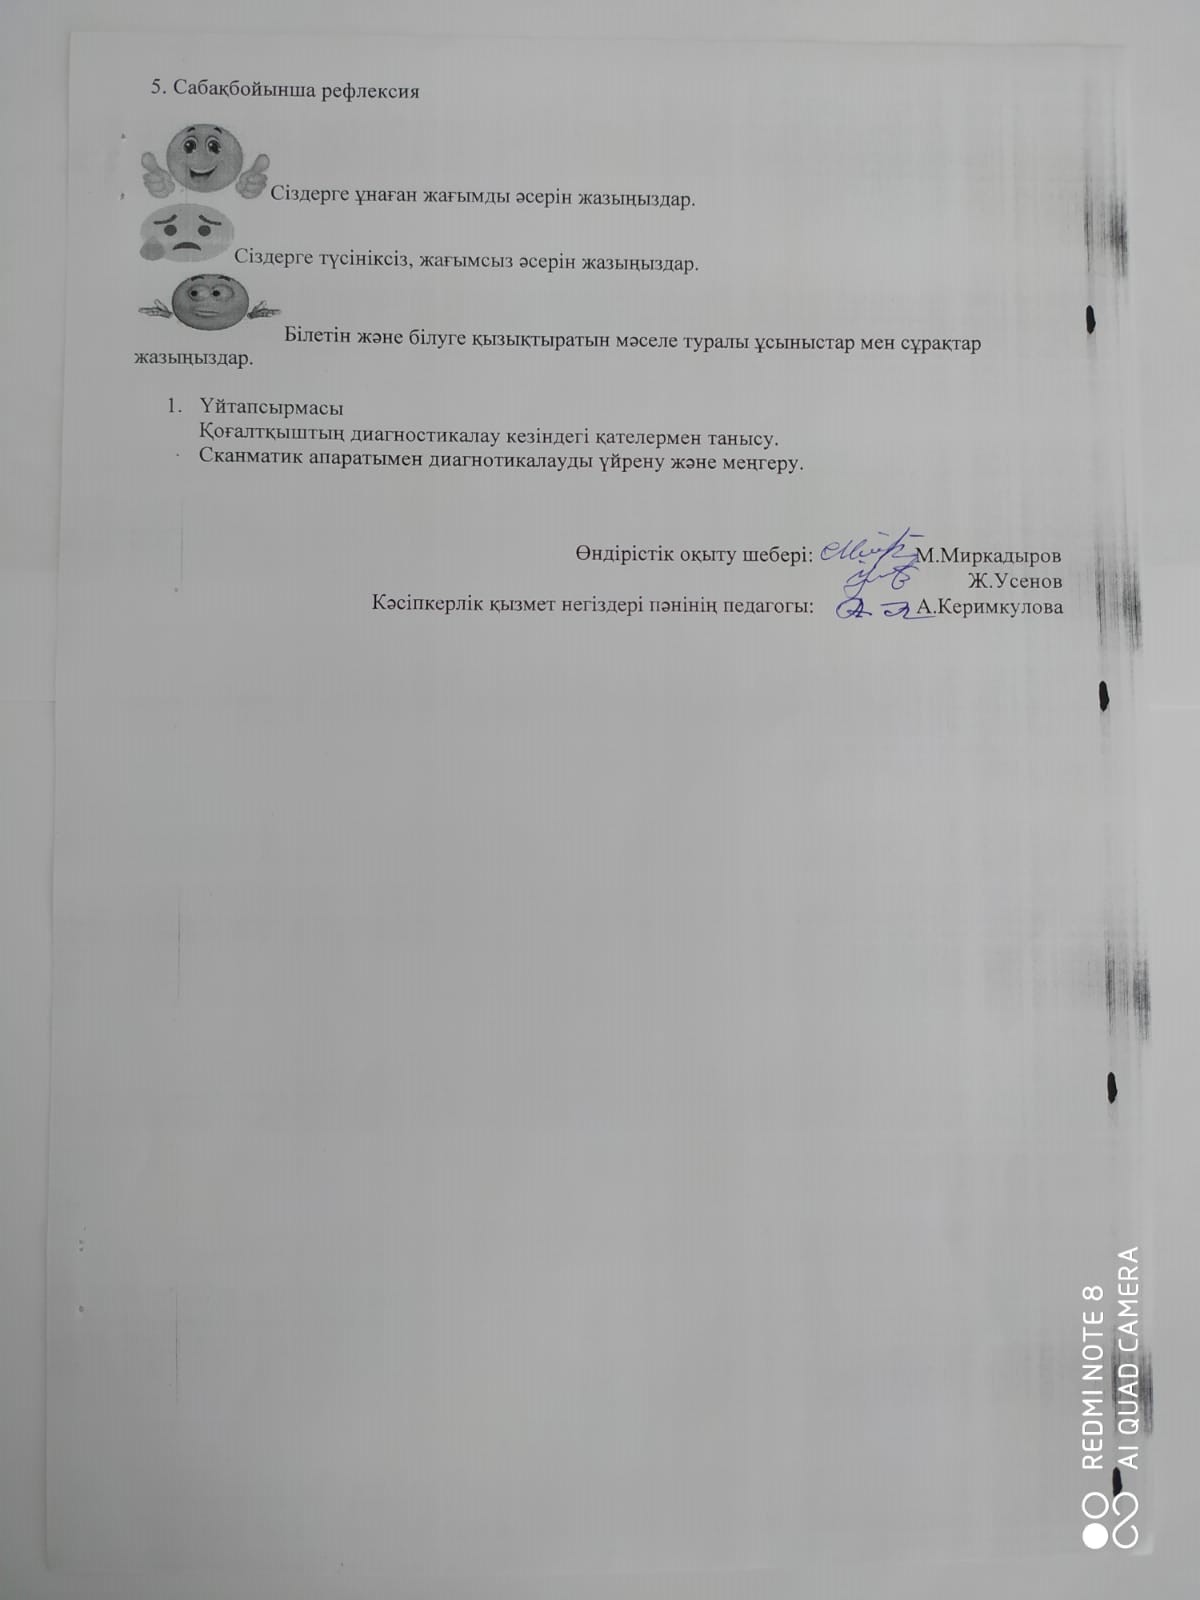 5. Сабақбойынша рефлексия
Сіздерге ұнаған жағымды әсерін жазыңыздар.
Сіздерге түсініксіз, жағымсыз әсерін жазыңыздар.
Білетін және білуге қызықтыратын мәселе туралы ұсыныстар мен сұрақтар
жазыңыздар.
1. Үйтапсырмасы
Қоғалтқыштың диагностикалау кезіндегі қателермен танысу.
Сканматик апаратымен диагнотикалауды үйрену және меңгеру.
Өндірістік оқыту шебері: М.Миркадыров
Ж.Усенов
Кәсіпкерлік қызмет негіздері пәнінің педагогы: А.Керимкулова
REDMI NOTE 8
AI QUAD CAMERA